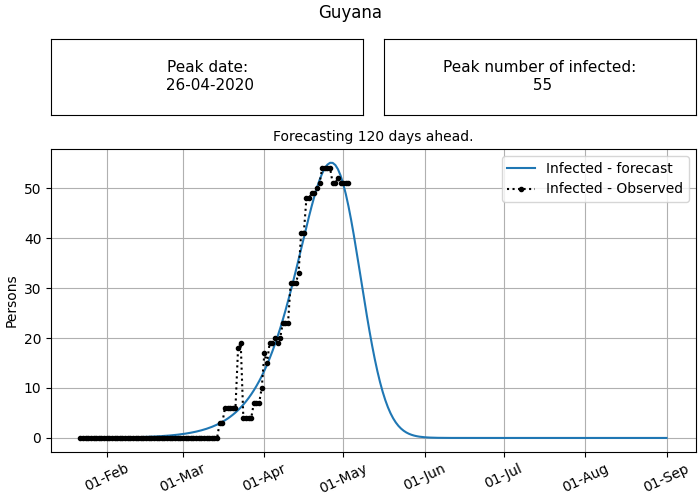 Guyana
Peak date:
26-04-2020
Peak number of infected:
55
Forecasting 120 days ahead.
Infected - forecast
Infected - Observed
Persons
50
40
30
20
10
0
01-Feb
01-Mar
01-Apr
01-May
01-Jun
01-Jul
01-Aug
01-Sep